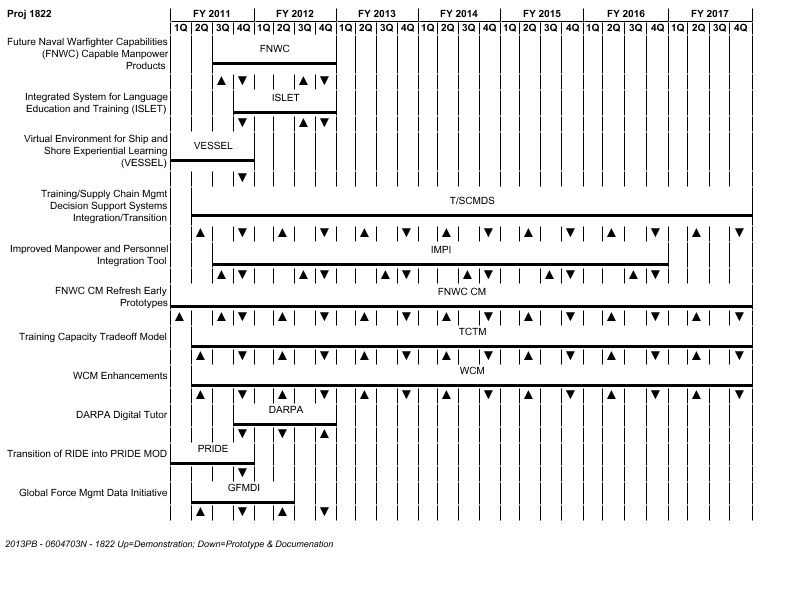 Proj 1822
FY 2011 FY 2012 FY 2013 FY 2014 FY 2015 FY 2016 FY 2017
1Q 2Q 3Q 4Q 1Q 2Q 3Q 4Q 1Q 2Q 3Q 4Q 1Q 2Q 3Q 4Q 1Q 2Q 3Q 4Q 1Q 2Q 3Q 4Q 1Q 2Q 3Q 4Q
Future Naval Warfighter Capabilities
(FNWC) Capable Manpower
Products
FNWC
Integrated System for Language
Education and Training (ISLET)
ISLET
Virtual Environment for Ship and
Shore Experiential Learning
(VESSEL)
VESSEL
Training/Supply Chain Mgmt
Decision Support Systems
Integration/Transition
T/SCMDS
Improved Manpower and Personnel
Integration Tool
IMPI
FNWC CM Refresh Early
Prototypes
FNWC CM
Training Capacity Tradeoff Model
TCTM
WCM Enhancements
WCM
DARPA Digital Tutor
DARPA
Transition of RIDE into PRIDE MOD
PRIDE
Global Force Mgmt Data Initiative
GFMDI
2013PB - 0604703N - 1822 Up=Demonstration; Down=Prototype & Documenation